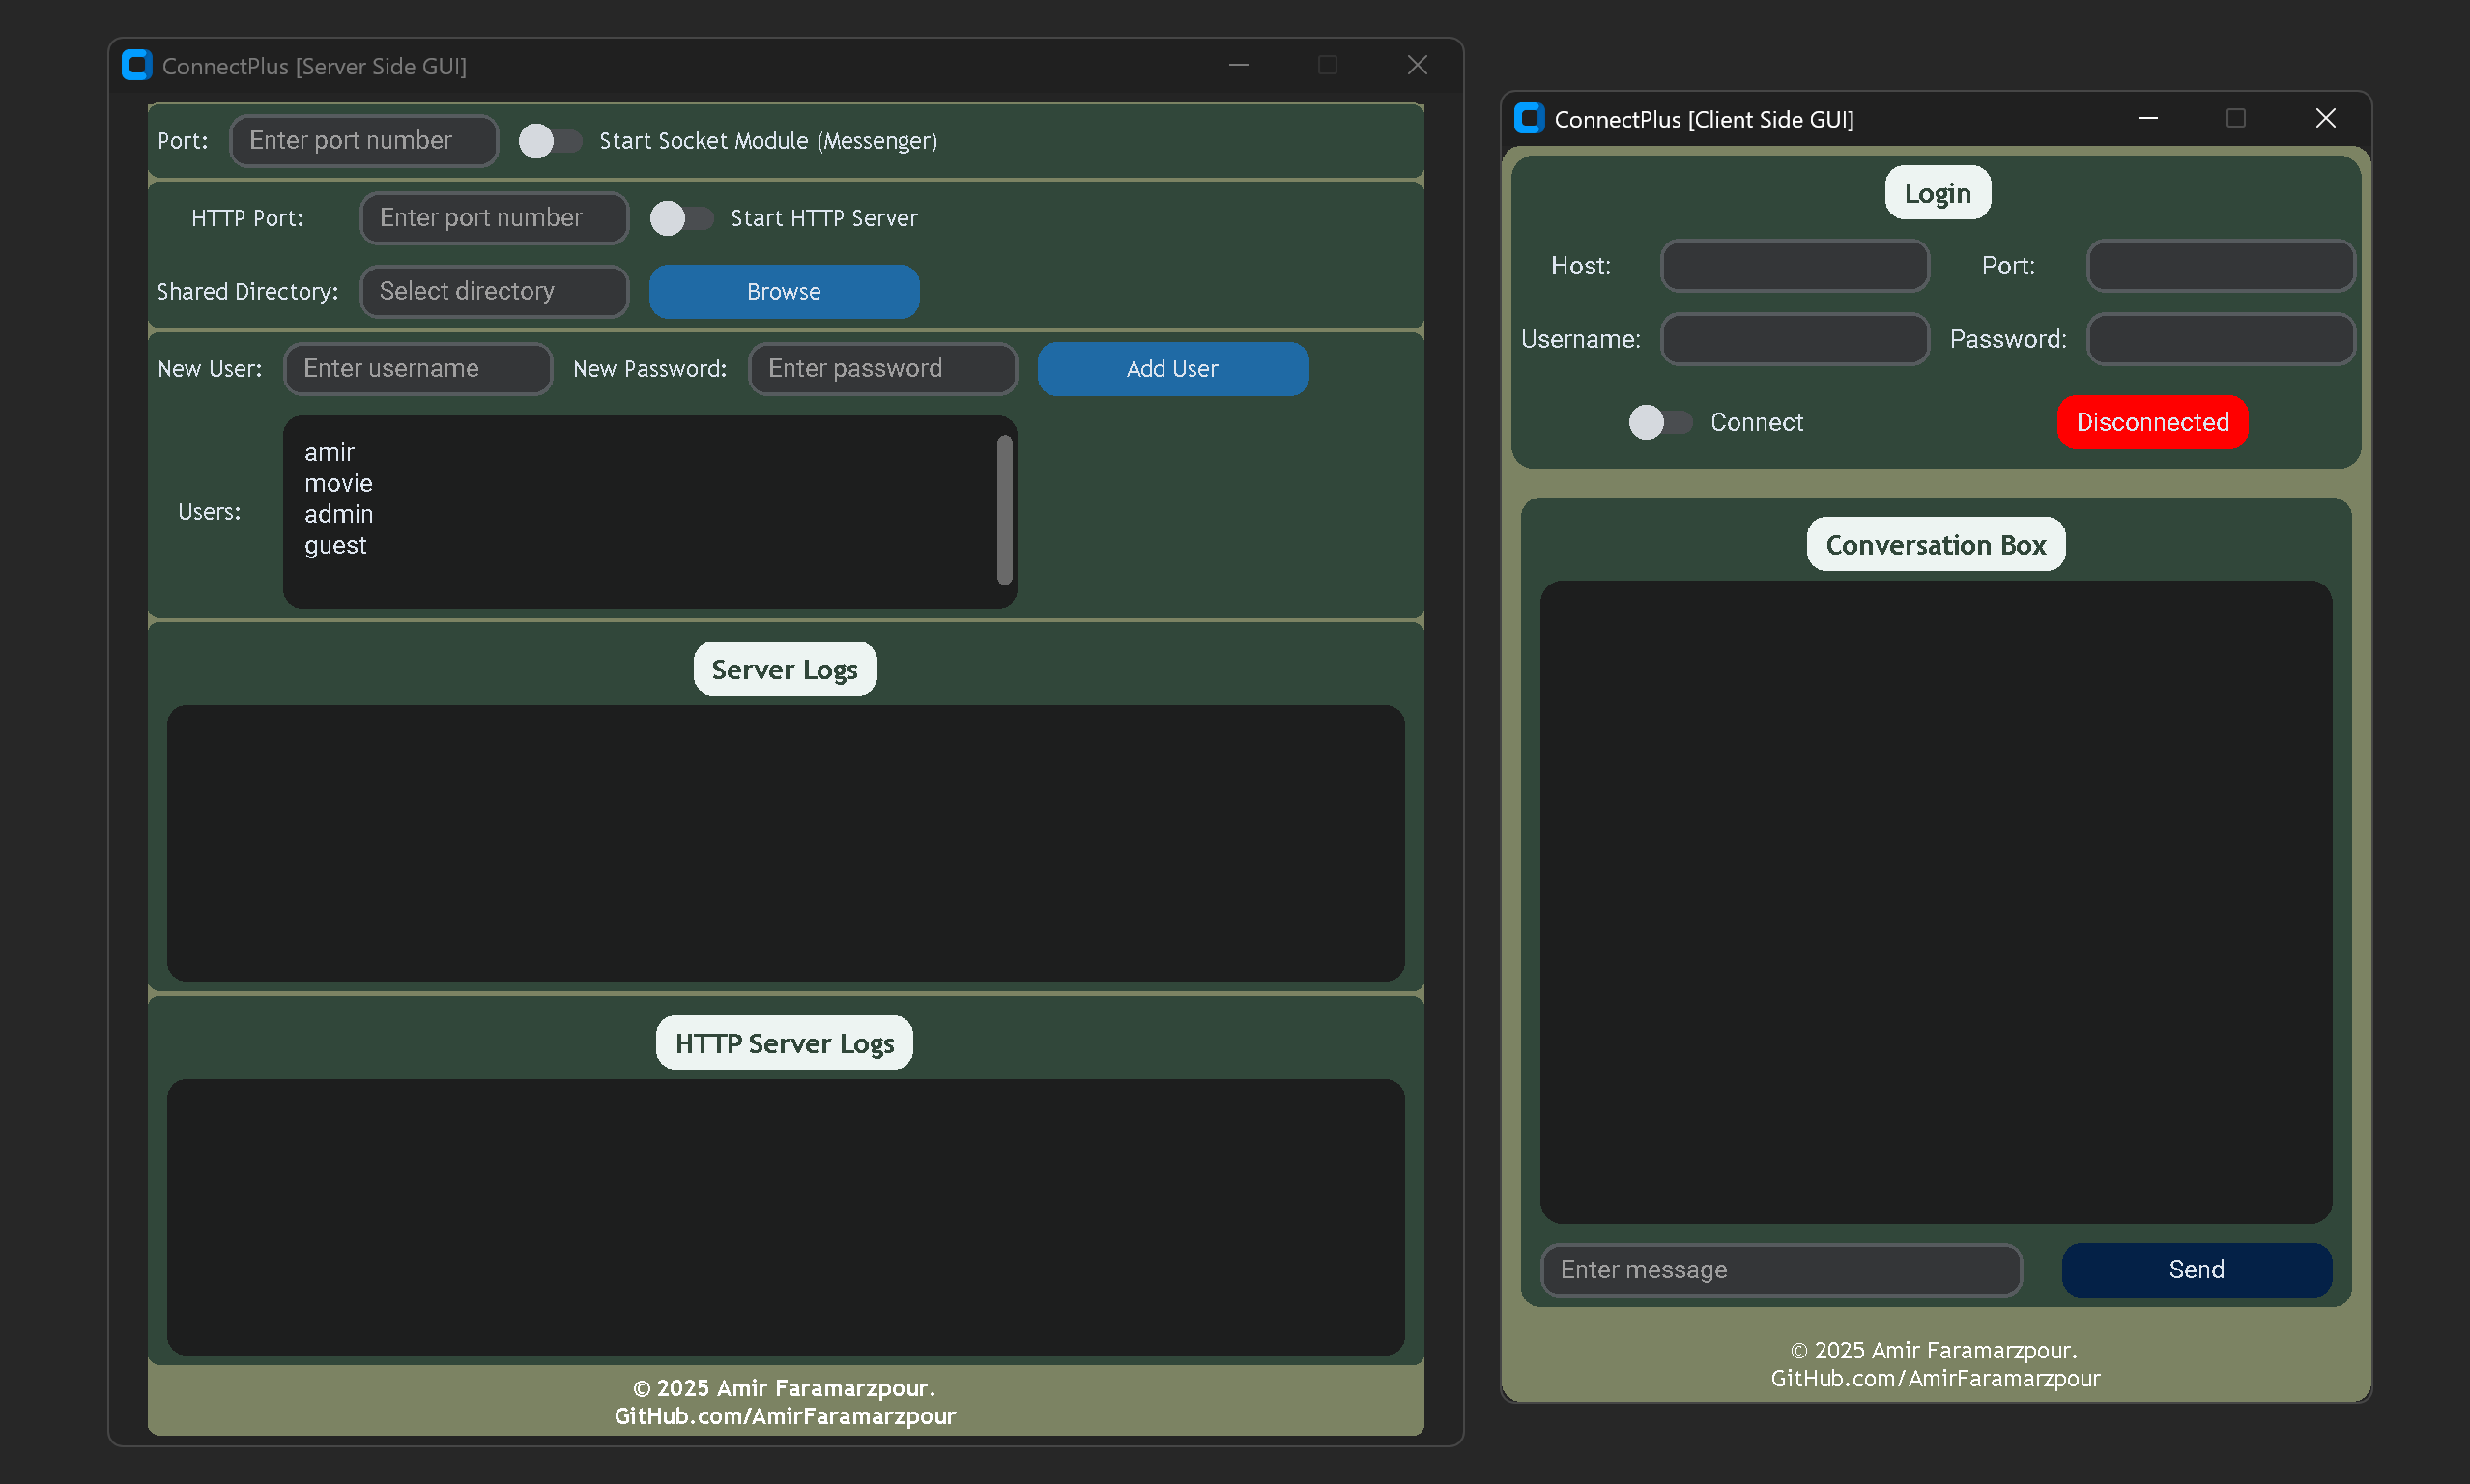 ConnectPlus [Server Side GUI]
Port: Enter port number Start Socket Module (Messenger)
HTTP Port: Enter port number Start HTTP Server
Shared Directory: Select directory Browse
New User: Enter username New Password: Enter password Add User
Users:
amir
movie
admin
guest
Server Logs
HTTP Server Logs
© 2025 Amir Faramarzpour.
GitHub.com/AmirFaramarzpour
ConnectPlus [Client Side GUI]
Login
Host: Port:
Username: Password:
Connect Disconnected
Conversation Box
Enter message Send
© 2025 Amir Faramarzpour.
GitHub.com/AmirFaramarzpour